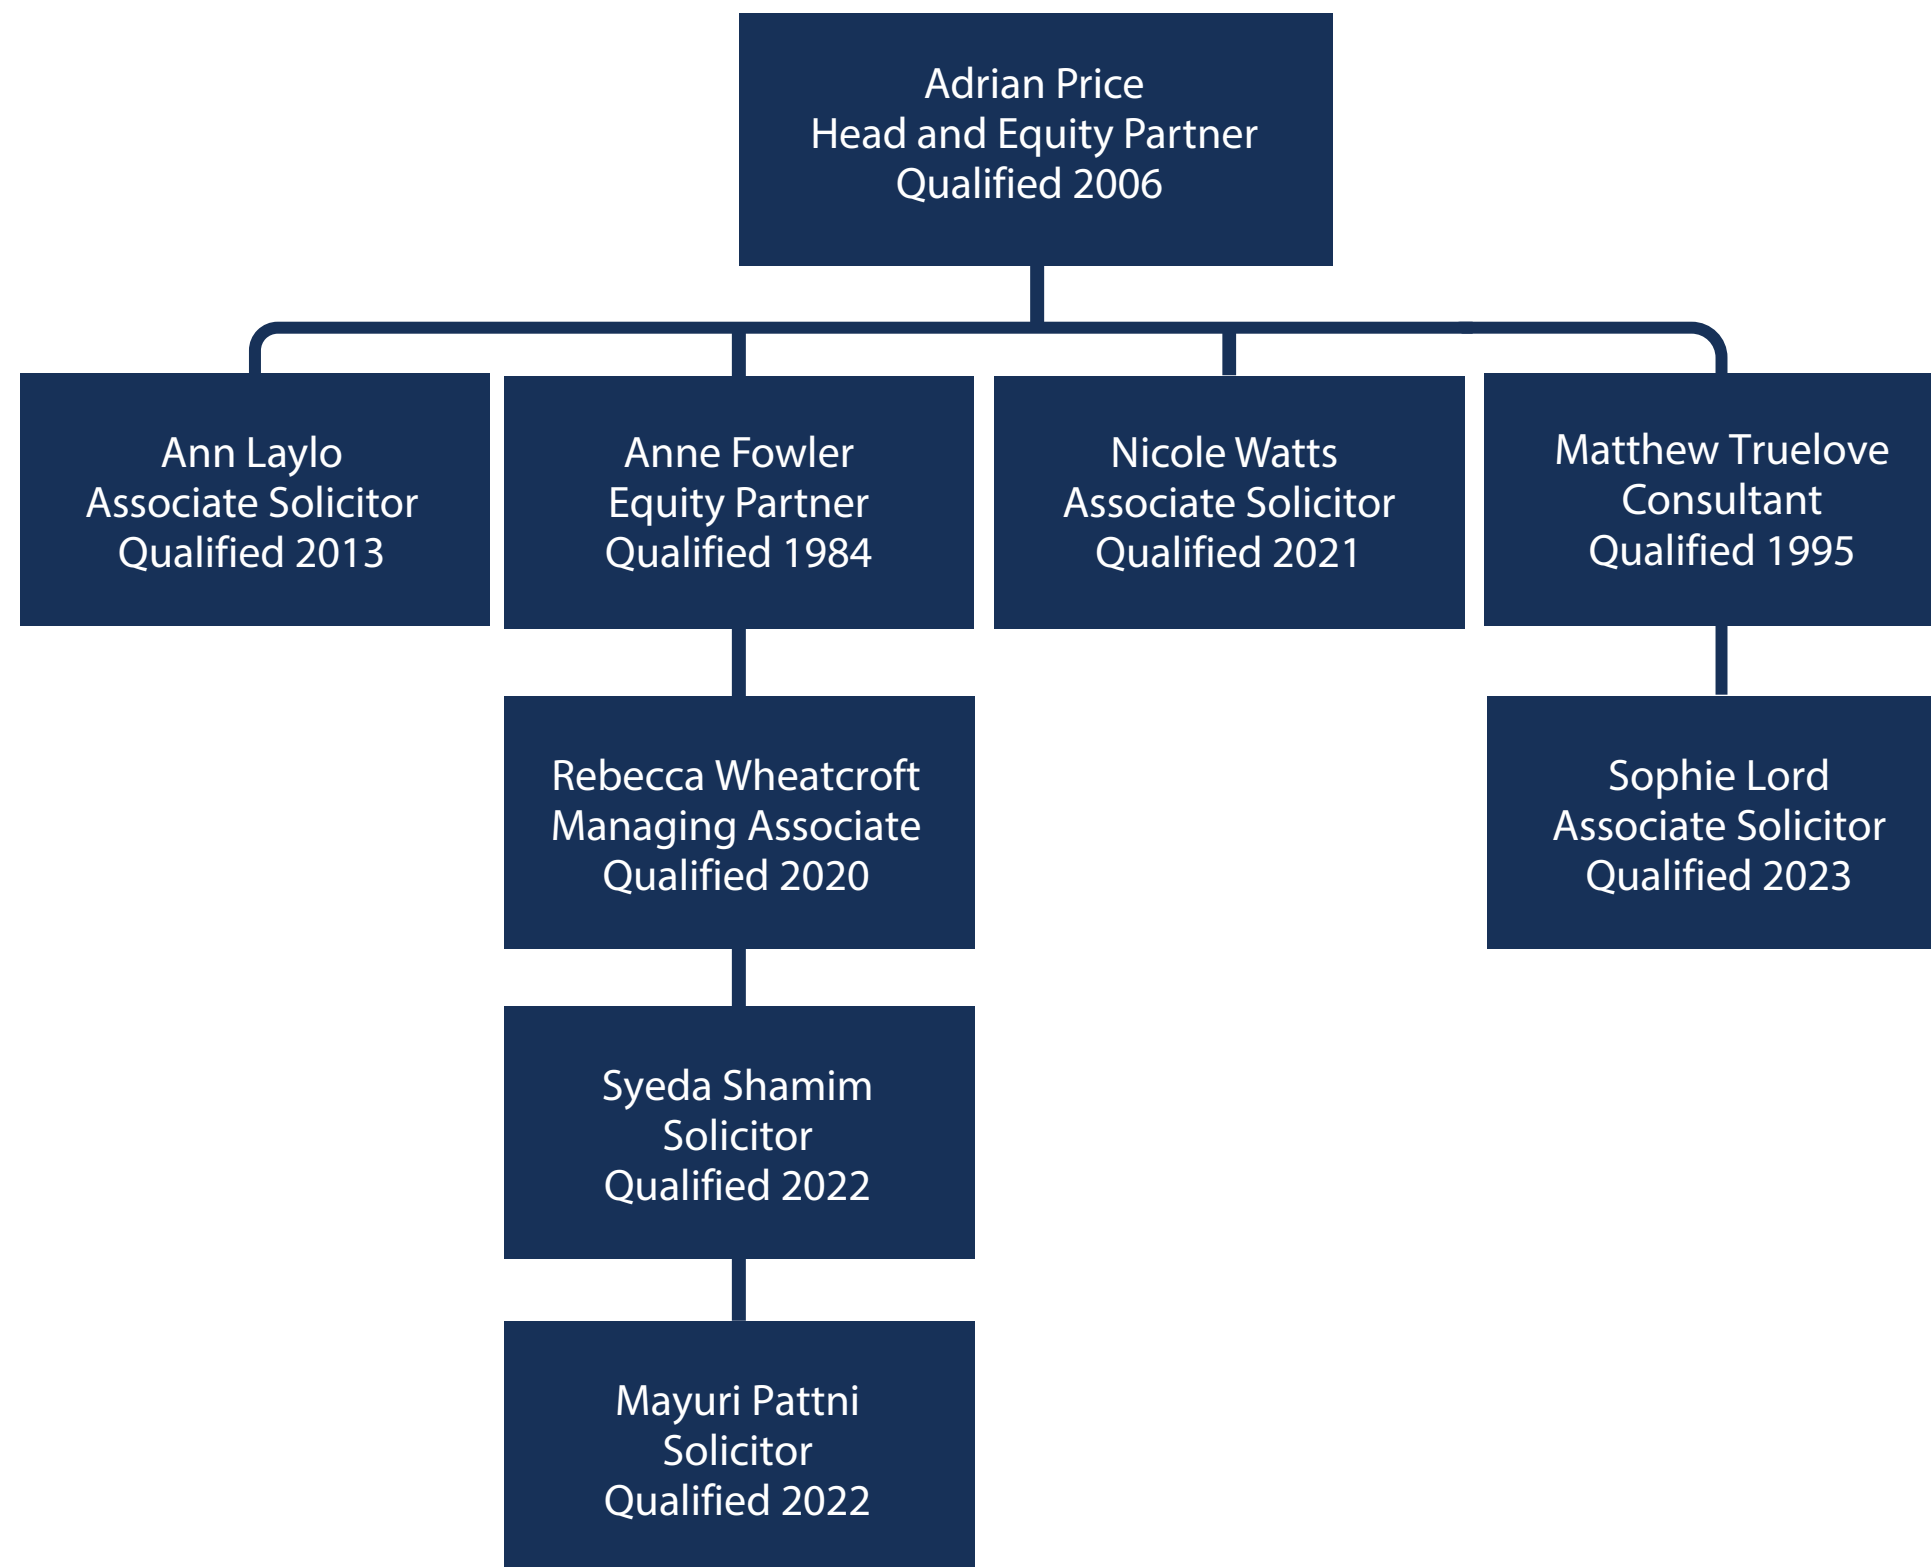 Adrian Price
Head and Equity Partner
Qualified 2006
Ann Laylo
Associate Solicitor
Qualified 2013
Anne Fowler
Equity Partner
Qualified 1984
Nicole Watts
Associate Solicitor
Qualified 2021
Matthew Truelove
Consultant
Qualified 1995
Rebecca Wheatcroft
Managing Associate
Qualified 2020
Sophie Lord
Associate Solicitor
Qualified 2023
Syeda Shamim
Solicitor
Qualified 2022
Mayuri Pattni
Solicitor
Qualified 2022